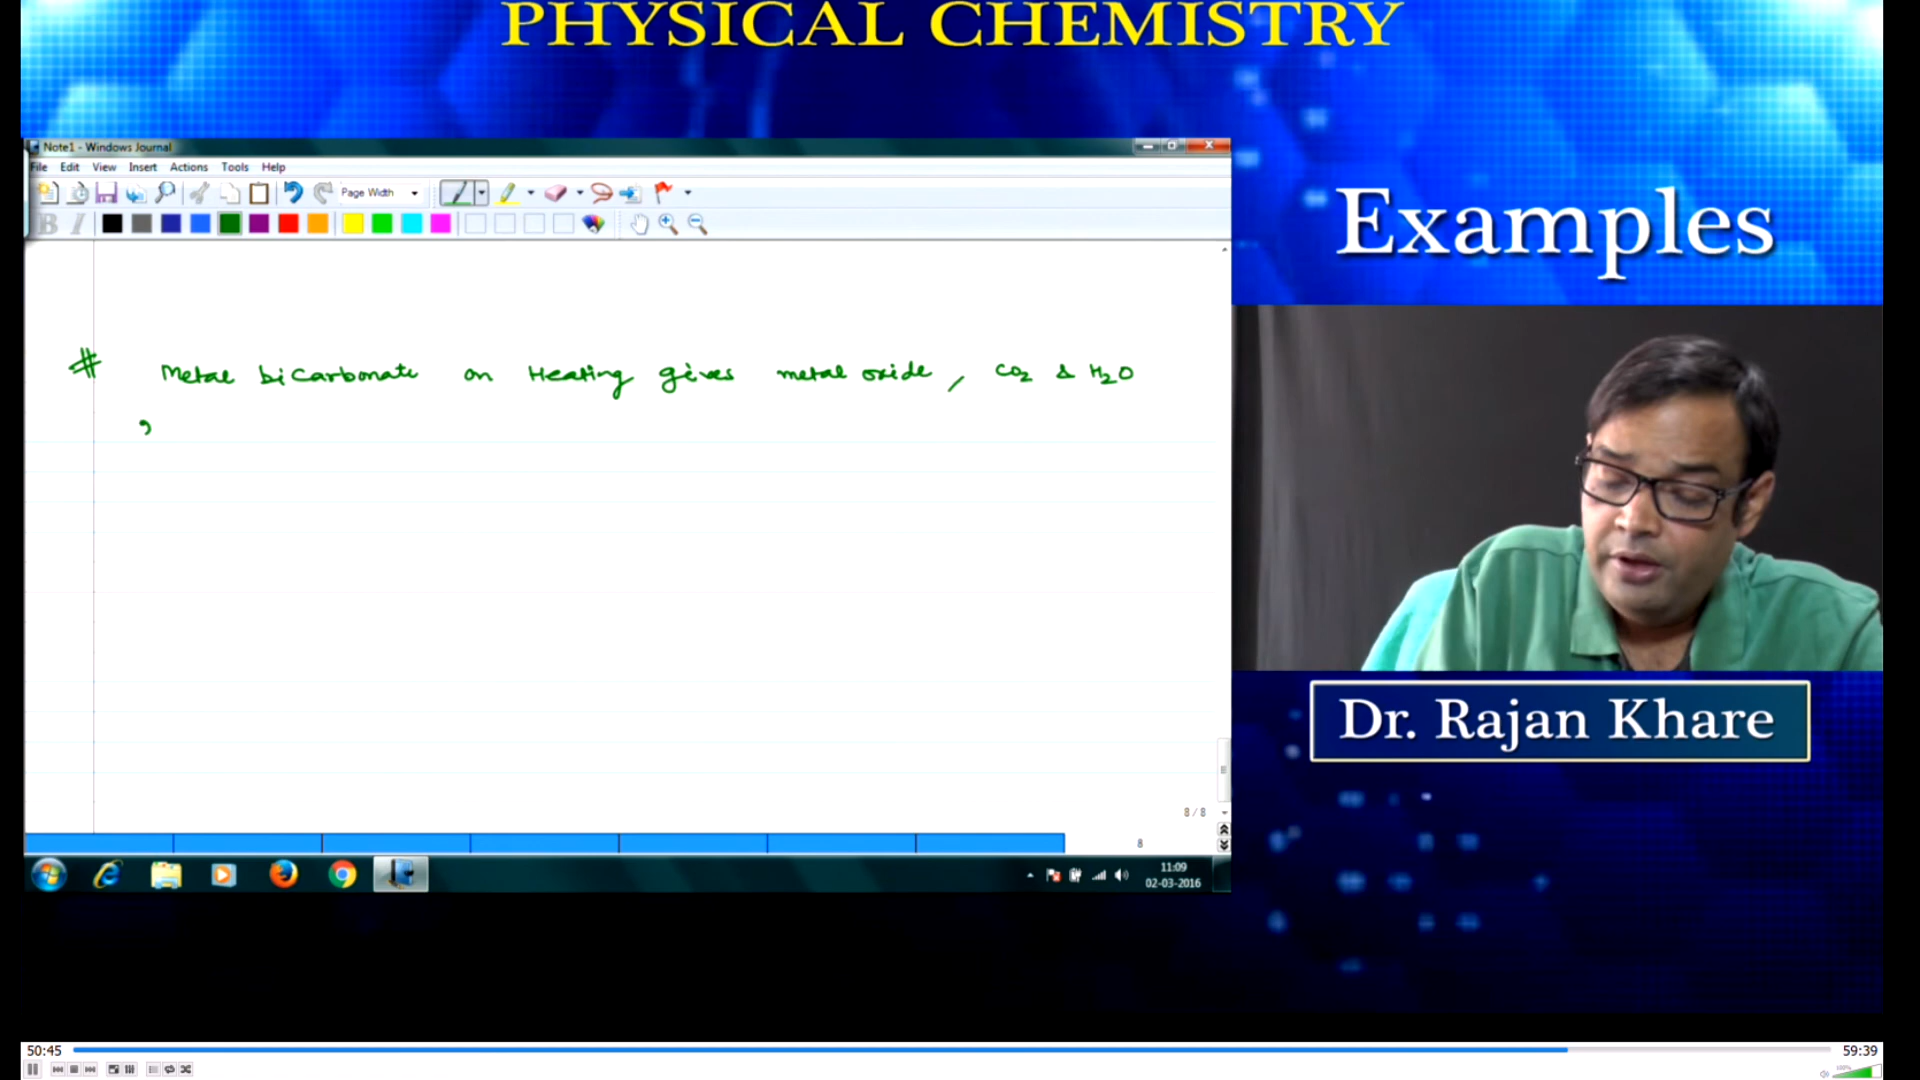 PHYSICAL CHEMISTRY
Note1 - Windows Journal
File Edit View Insert Actions Tools Help
Page Width
B I
Examples
# Metal bicarbonate on Heating gives metal oxide, CO2 & H2O
,
Dr. Rajan Khare
8 / 8
8
11:09
02-03-2016
50:45
59:39
100%